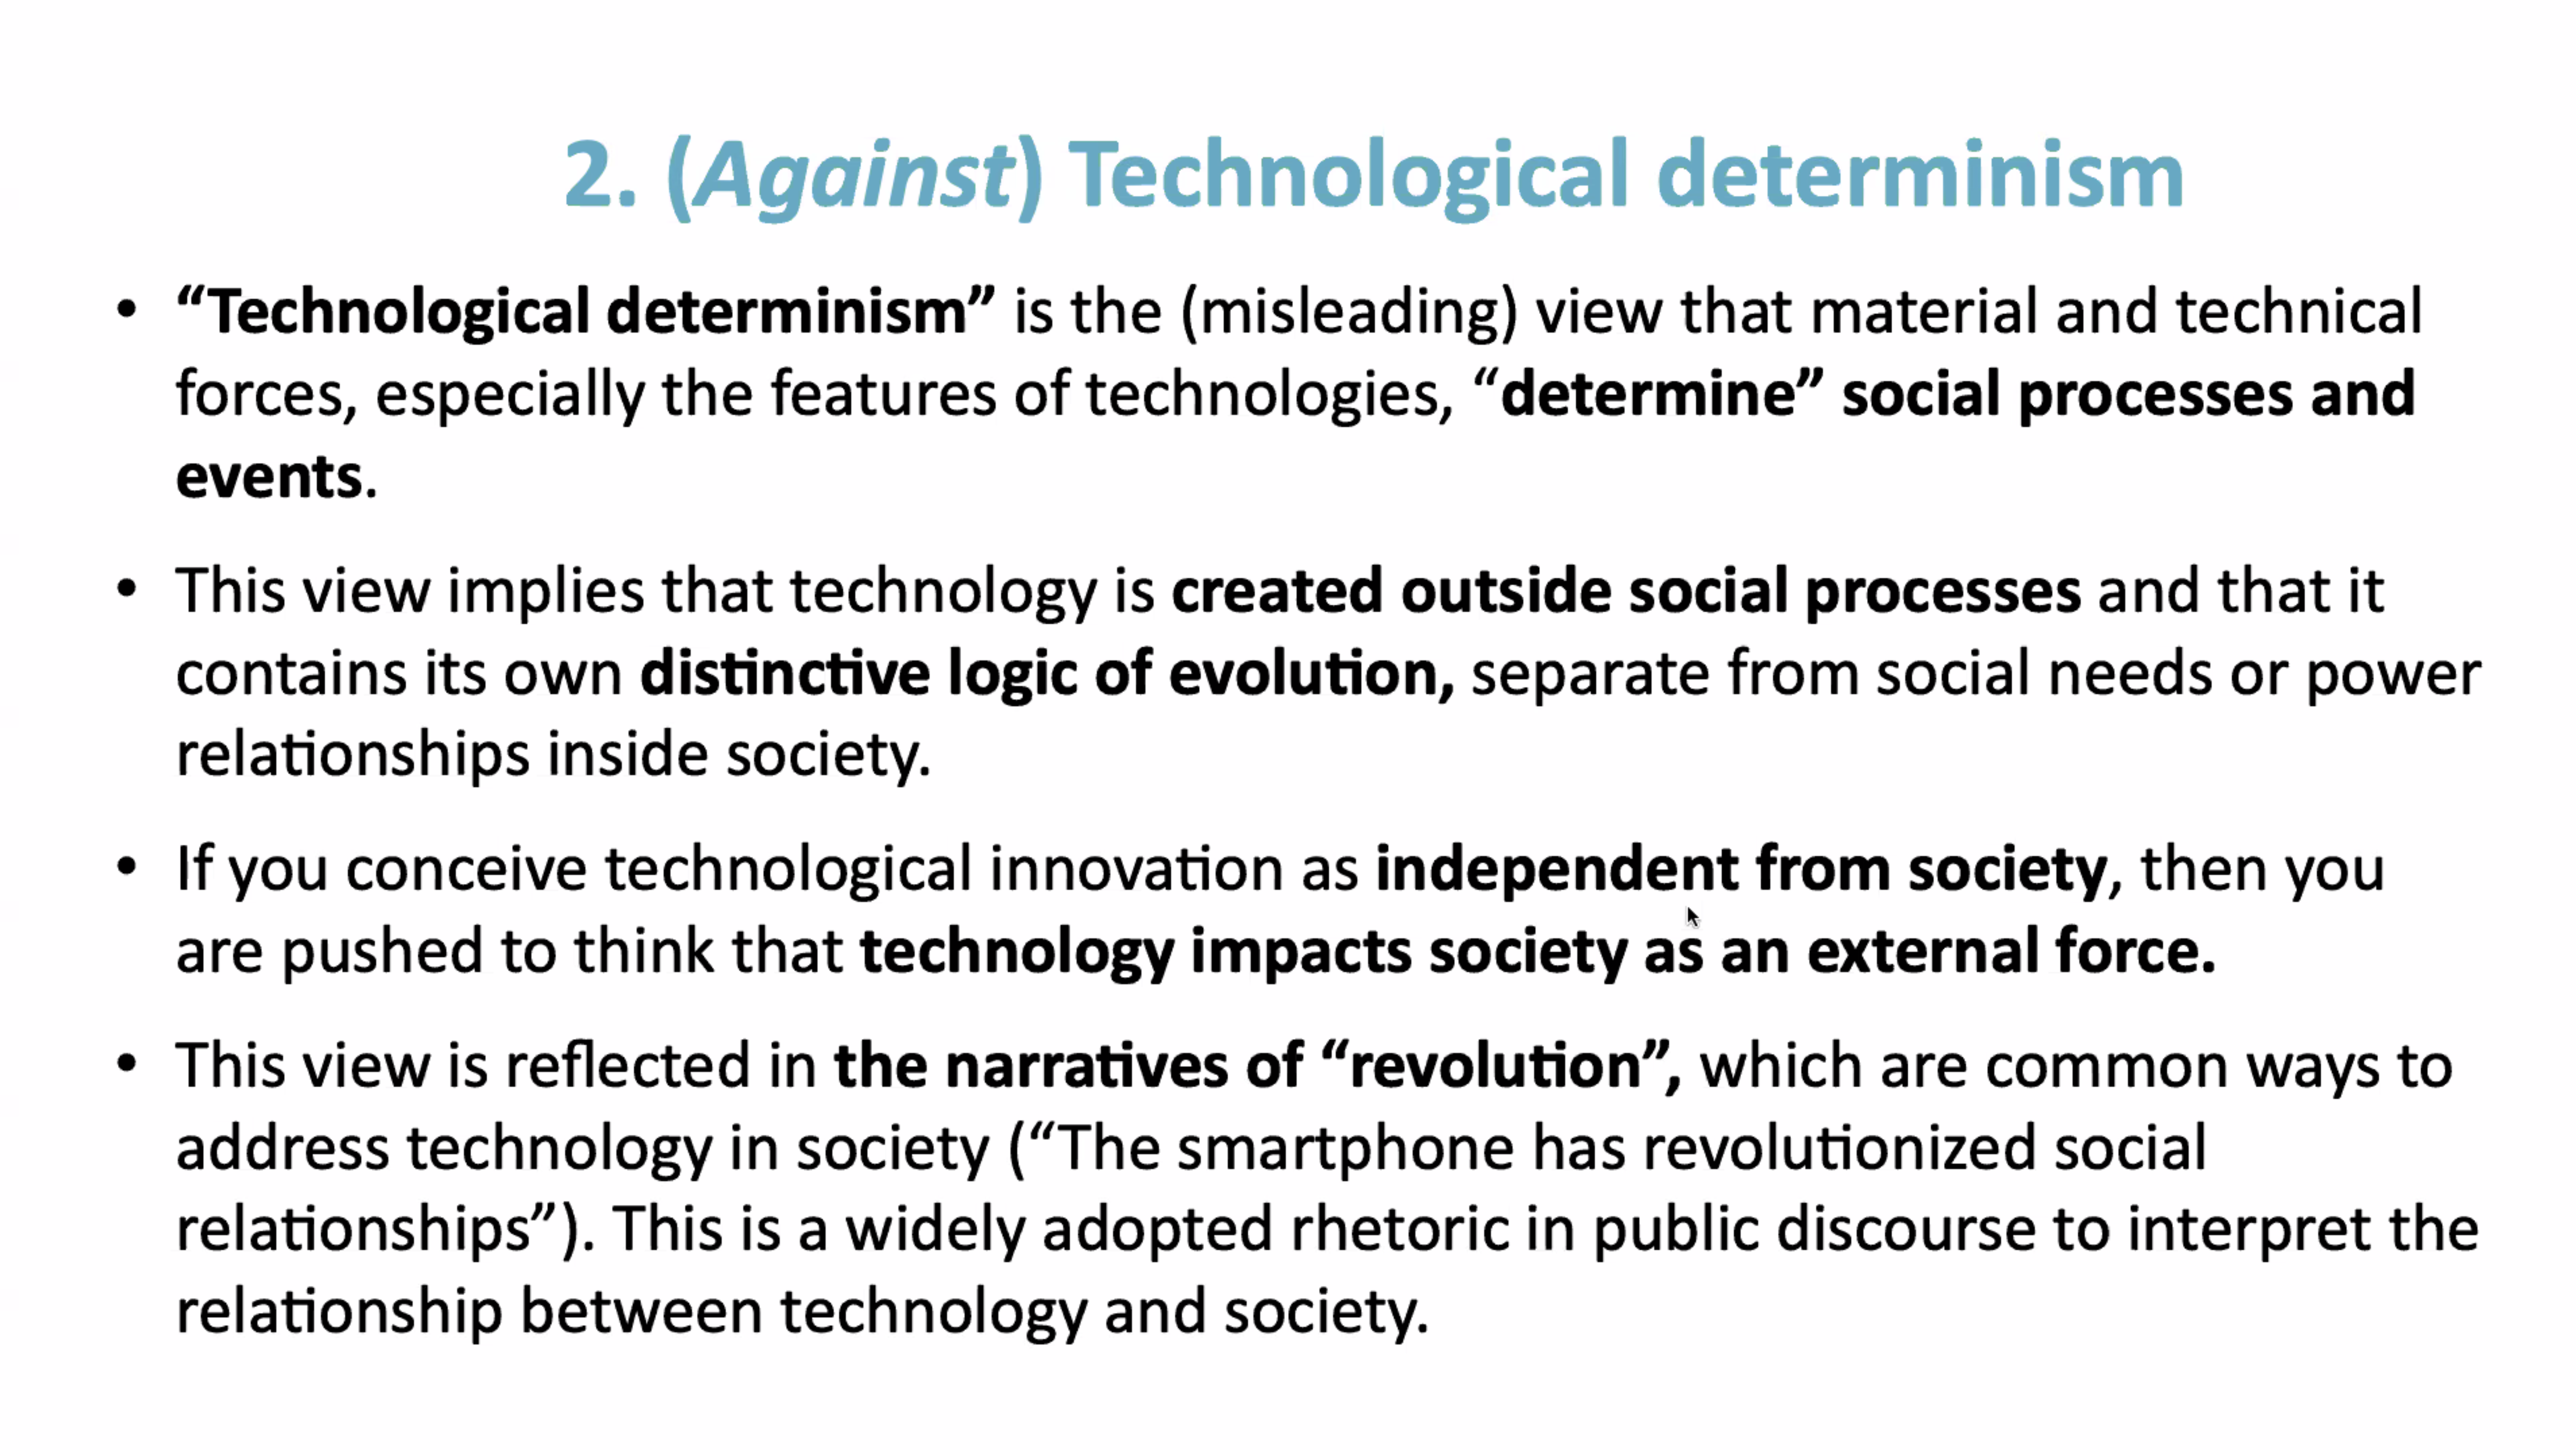 2. (Against) Technological determinism
• “Technological determinism” is the (misleading) view that material and technical
forces, especially the features of technologies, “determine” social processes and
events.
• This view implies that technology is created outside social processes and that it
contains its own distinctive logic of evolution, separate from social needs or power
relationships inside society.
• If you conceive technological innovation as independent from society, then you
are pushed to think that technology impacts society as an external force.
• This view is reflected in the narratives of “revolution”, which are common ways to
address technology in society (“The smartphone has revolutionized social
relationships”). This is a widely adopted rhetoric in public discourse to interpret the
relationship between technology and society.